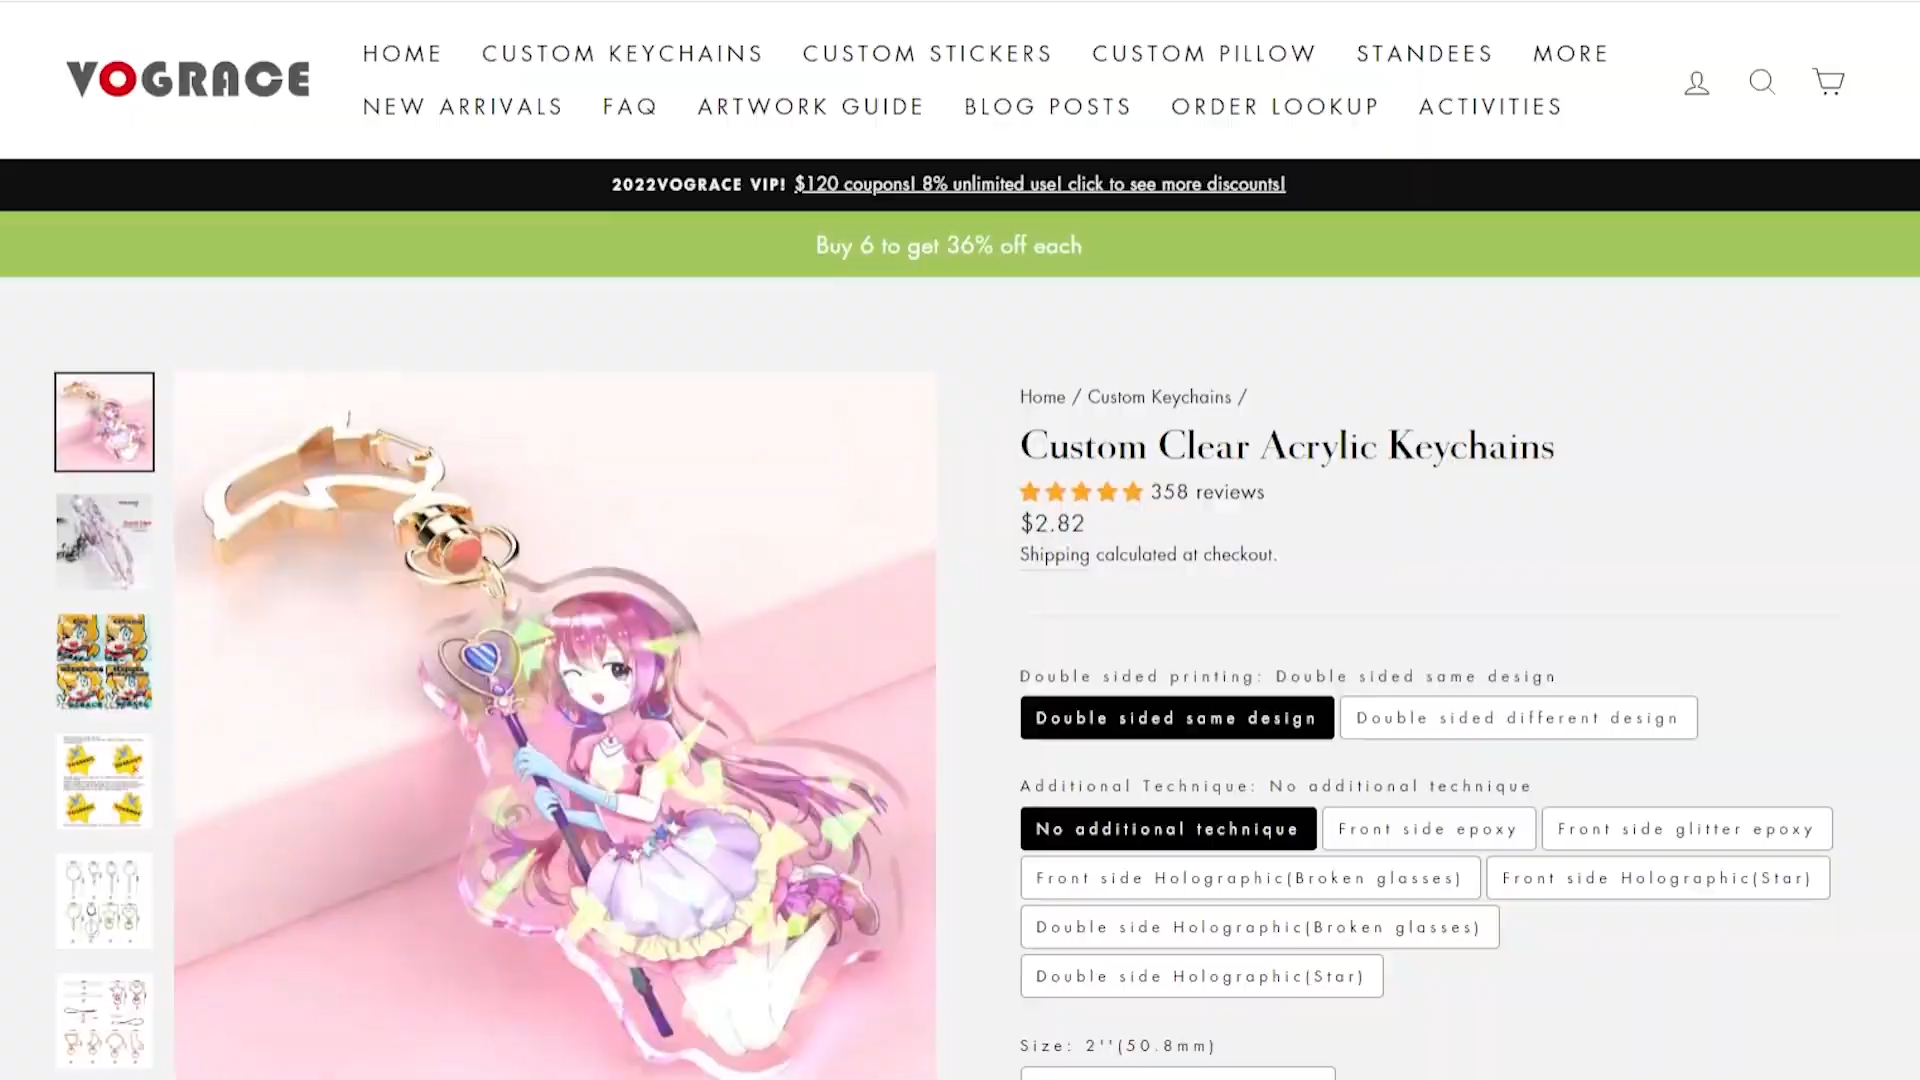 VOGRACE
HOME CUSTOM KEYCHAINS CUSTOM STICKERS CUSTOM PILLOW STANDEES MORE
NEW ARRIVALS FAQ ARTWORK GUIDE BLOG POSTS ORDER LOOKUP ACTIVITIES
2022VOGRACE VIP! $120 coupons! 8% unlimited use! click to see more discounts!
Buy 6 to get 36% off each
Home / Custom Keychains /
Custom Clear Acrylic Keychains
358 reviews
$2.82
Shipping calculated at checkout.
Double sided printing: Double sided same design
Double sided same design Double sided different design
Additional Technique: No additional technique
No additional technique Front side epoxy Front side glitter epoxy
Front side Holographic(Broken glasses) Front side Holographic(Star)
Double side Holographic(Broken glasses)
Double side Holographic(Star)
Size: 2''(50.8mm)